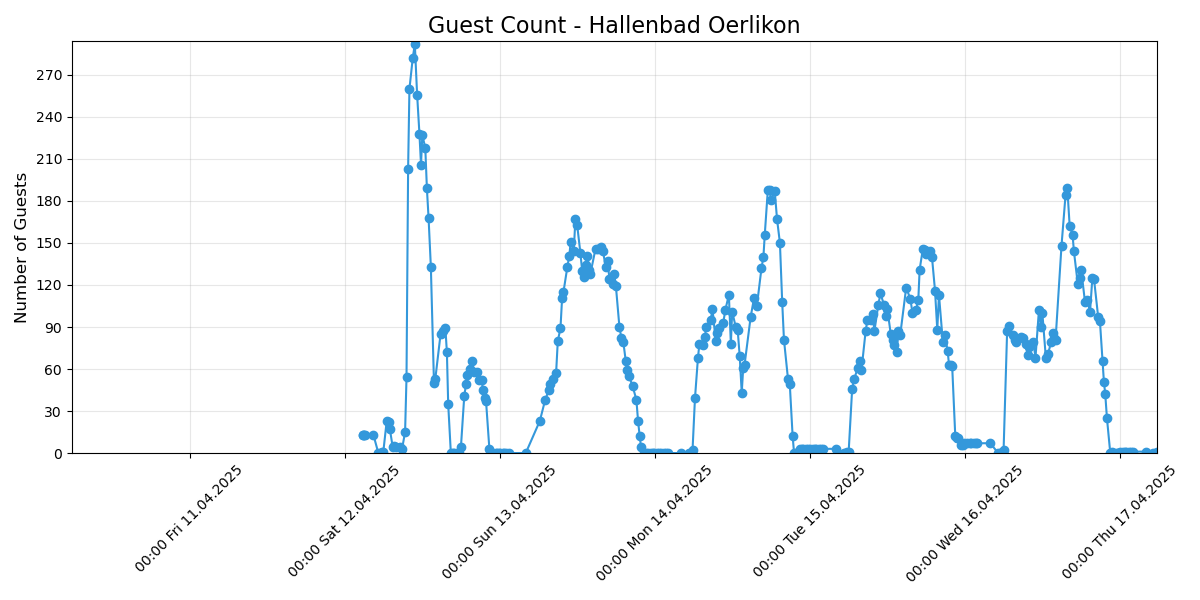 Guest Count - Hallenbad Oerlikon
Number of Guests
270
240
210
180
150
120
90
60
30
0
00:00 Fri 11.04.2025
00:00 Sat 12.04.2025
00:00 Sun 13.04.2025
00:00 Mon 14.04.2025
00:00 Tue 15.04.2025
00:00 Wed 16.04.2025
00:00 Thu 17.04.2025